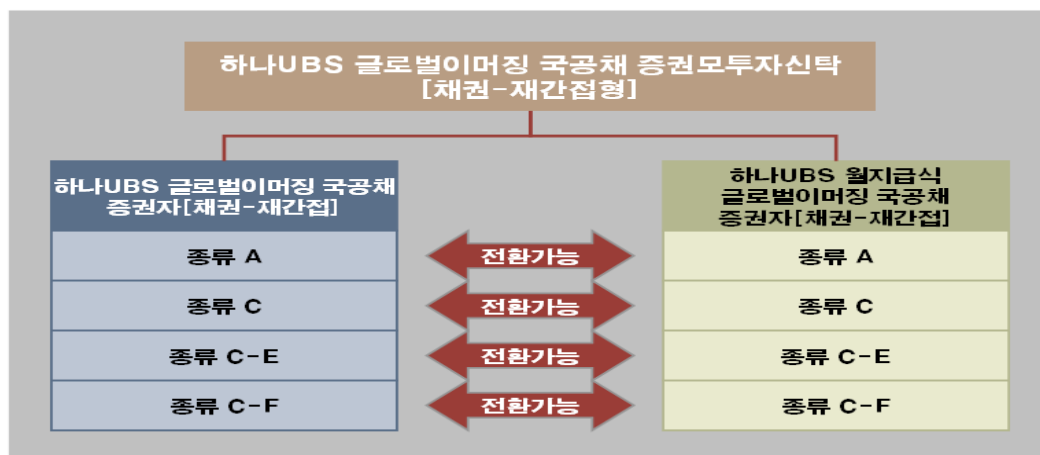 하나UBS 글로벌이머징 국공채 증권모투자신탁
[채권-재간접형]
하나UBS 글로벌이머징 국공채
증권자[채권-재간접]
하나UBS 월지급식
글로벌이머징 국공채
증권자[채권-재간접]
종류 A
전환가능
종류 A
종류 C
전환가능
종류 C
종류 C-E
전환가능
종류 C-E
종류 C-F
전환가능
종류 C-F